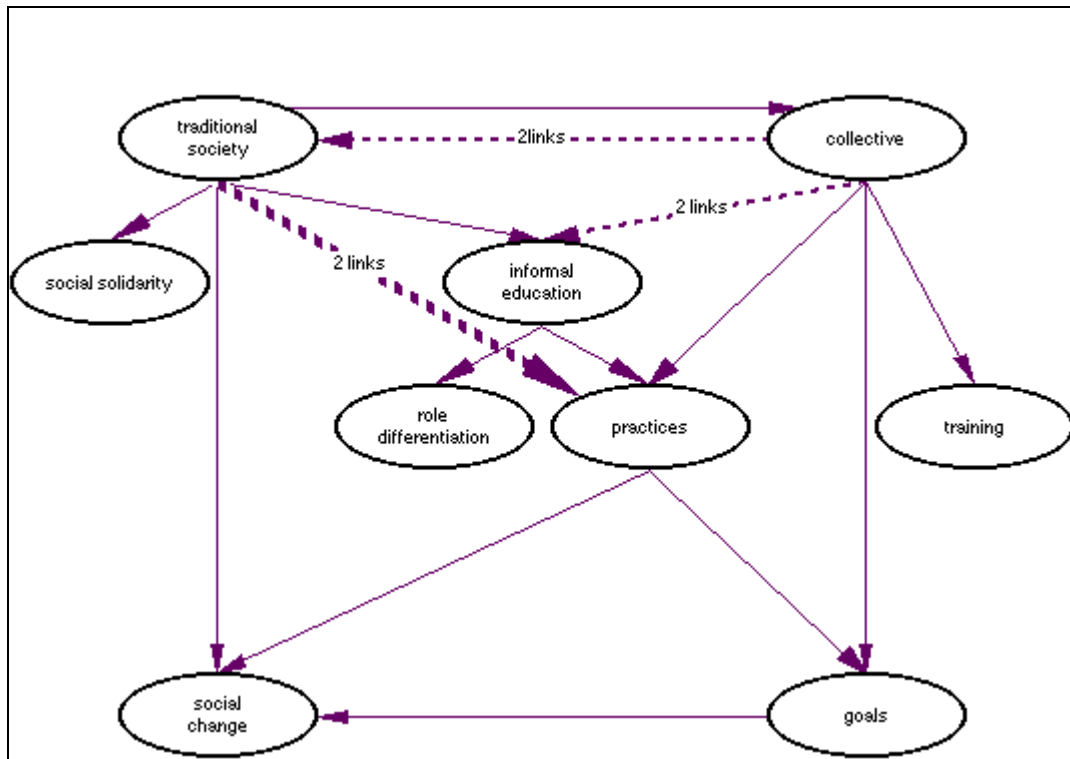 traditional
society
2links
collective
2 links
social solidarity
2 links
informal
education
role
differentiation
practices
training
social
change
goals